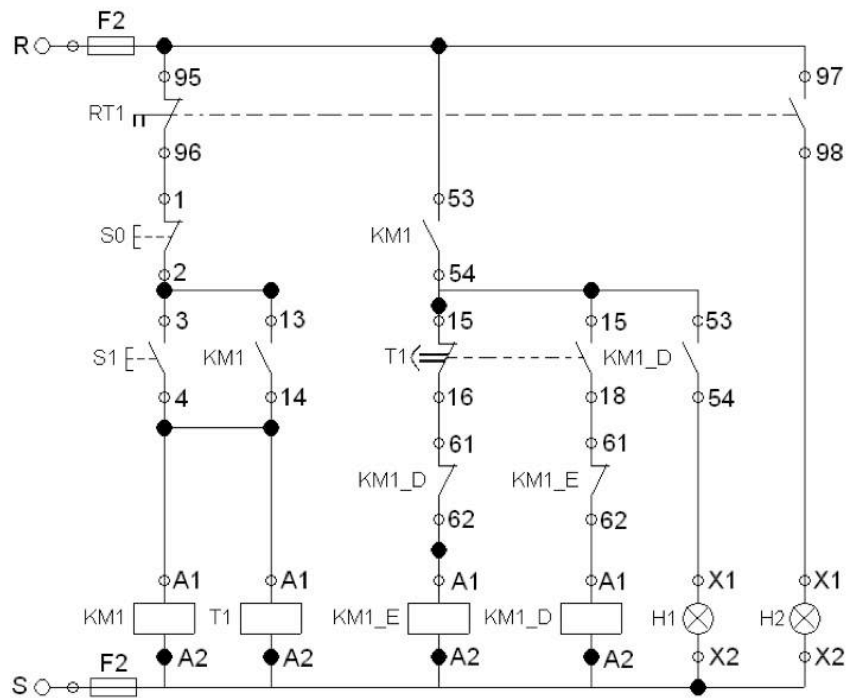 F2
R
95 97
RT1
96 98
1 53
S0 KM1
2 54
3 13 15 15 53
S1 KM1 T1 KM1_D
4 14 16 18 54
61 61
KM1_D KM1_E
62 62
A1 A1 A1 A1 X1 X1
KM1 T1 KM1_E KM1_D H1 H2
A2 A2 A2 A2 X2 X2
F2
S